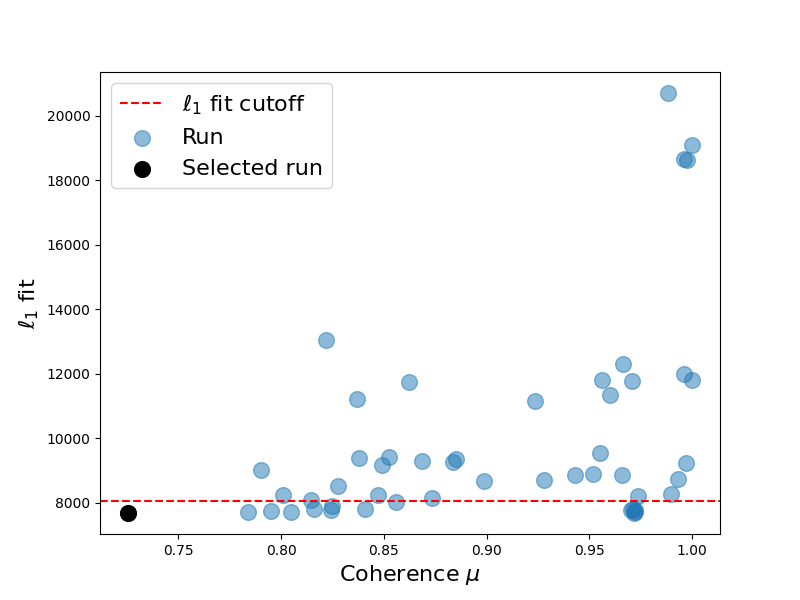 ℓ₁ fit cutoff
Run
Selected run
20000
18000
16000
14000
12000
10000
8000
ℓ₁ fit
0.75 0.80 0.85 0.90 0.95 1.00
Coherence μ